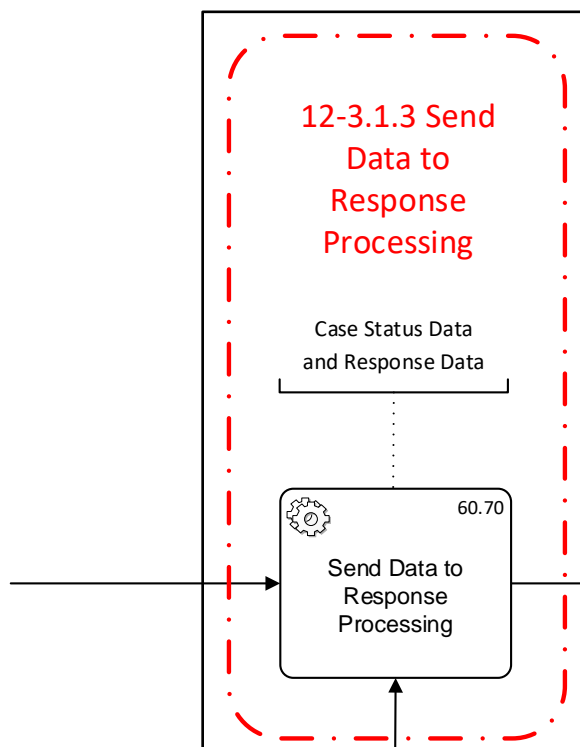 12-3.1.3 Send
Data to
Response
Processing
Case Status Data
and Response Data
60.70
Send Data to
Response
Processing